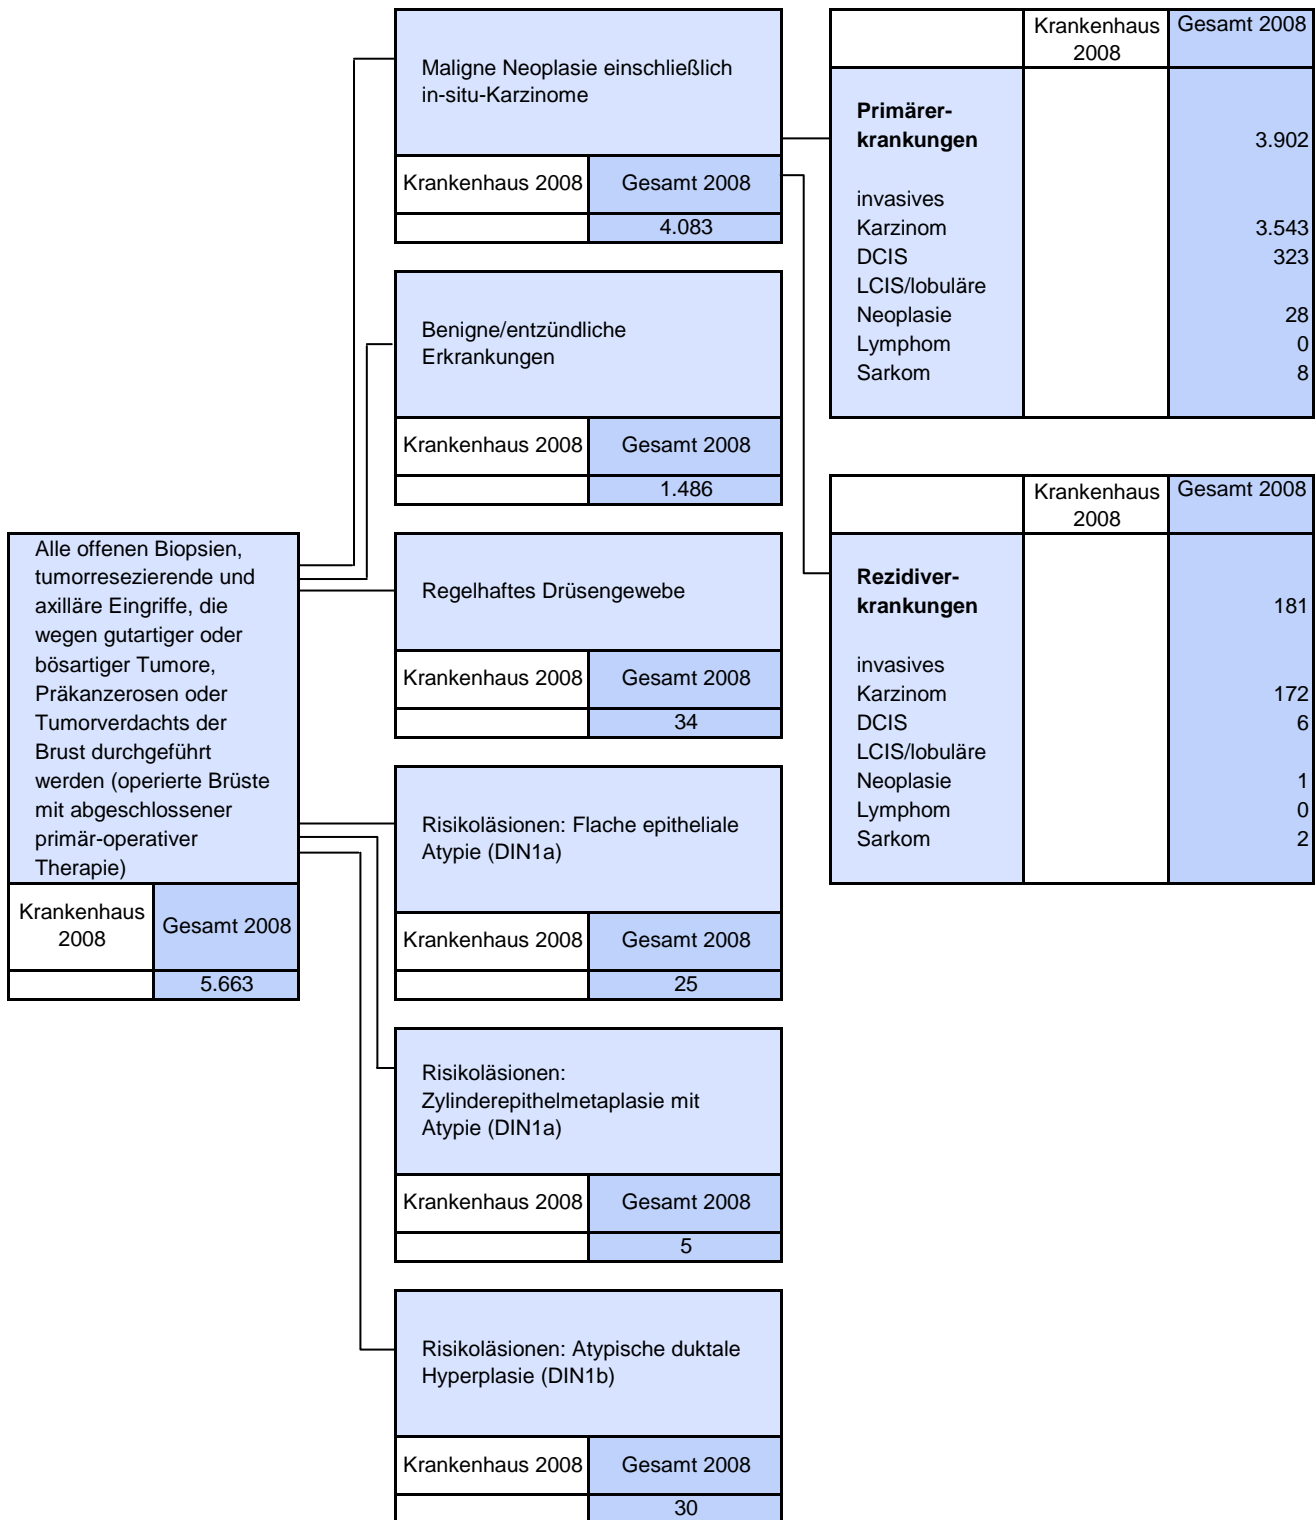 Alle offenen Biopsien,
tumorresezierende und
axilläre Eingriffe, die
wegen gutartiger oder
bösartiger Tumore,
Präkanzerosen oder
Tumorverdachts der
Brust durchgeführt
werden (operierte Brüste
mit abgeschlossener
primär-operativer
Therapie)
Krankenhaus 2008 Gesamt 2008
5.663
Maligne Neoplasie einschließlich
in-situ-Karzinome
Krankenhaus 2008 Gesamt 2008
4.083
Benigne/entzündliche
Erkrankungen
Krankenhaus 2008 Gesamt 2008
1.486
Regelhaftes Drüsengewebe
Krankenhaus 2008 Gesamt 2008
34
Risikoläsionen: Flache epitheliale
Atypie (DIN1a)
Krankenhaus 2008 Gesamt 2008
25
Risikoläsionen:
Zylinderepithelmetaplasie mit
Atypie (DIN1a)
Krankenhaus 2008 Gesamt 2008
5
Risikoläsionen: Atypische duktale
Hyperplasie (DIN1b)
Krankenhaus 2008 Gesamt 2008
30
Krankenhaus 2008 Gesamt 2008
Primärer-
krankungen 3.902
invasives
Karzinom 3.543
DCIS 323
LCIS/lobuläre
Neoplasie 28
Lymphom 0
Sarkom 8
Krankenhaus 2008 Gesamt 2008
Rezidiver-
krankungen 181
invasives
Karzinom 172
DCIS 6
LCIS/lobuläre
Neoplasie 1
Lymphom 0
Sarkom 2